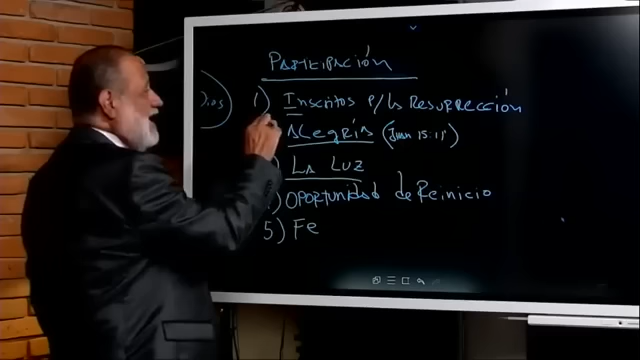 Participación
Dios) 1) Inscritos p/la Resurrección
Alegría (Juan 15:11)
) La Luz
) Oportunidad de Reinicio
5) Fe